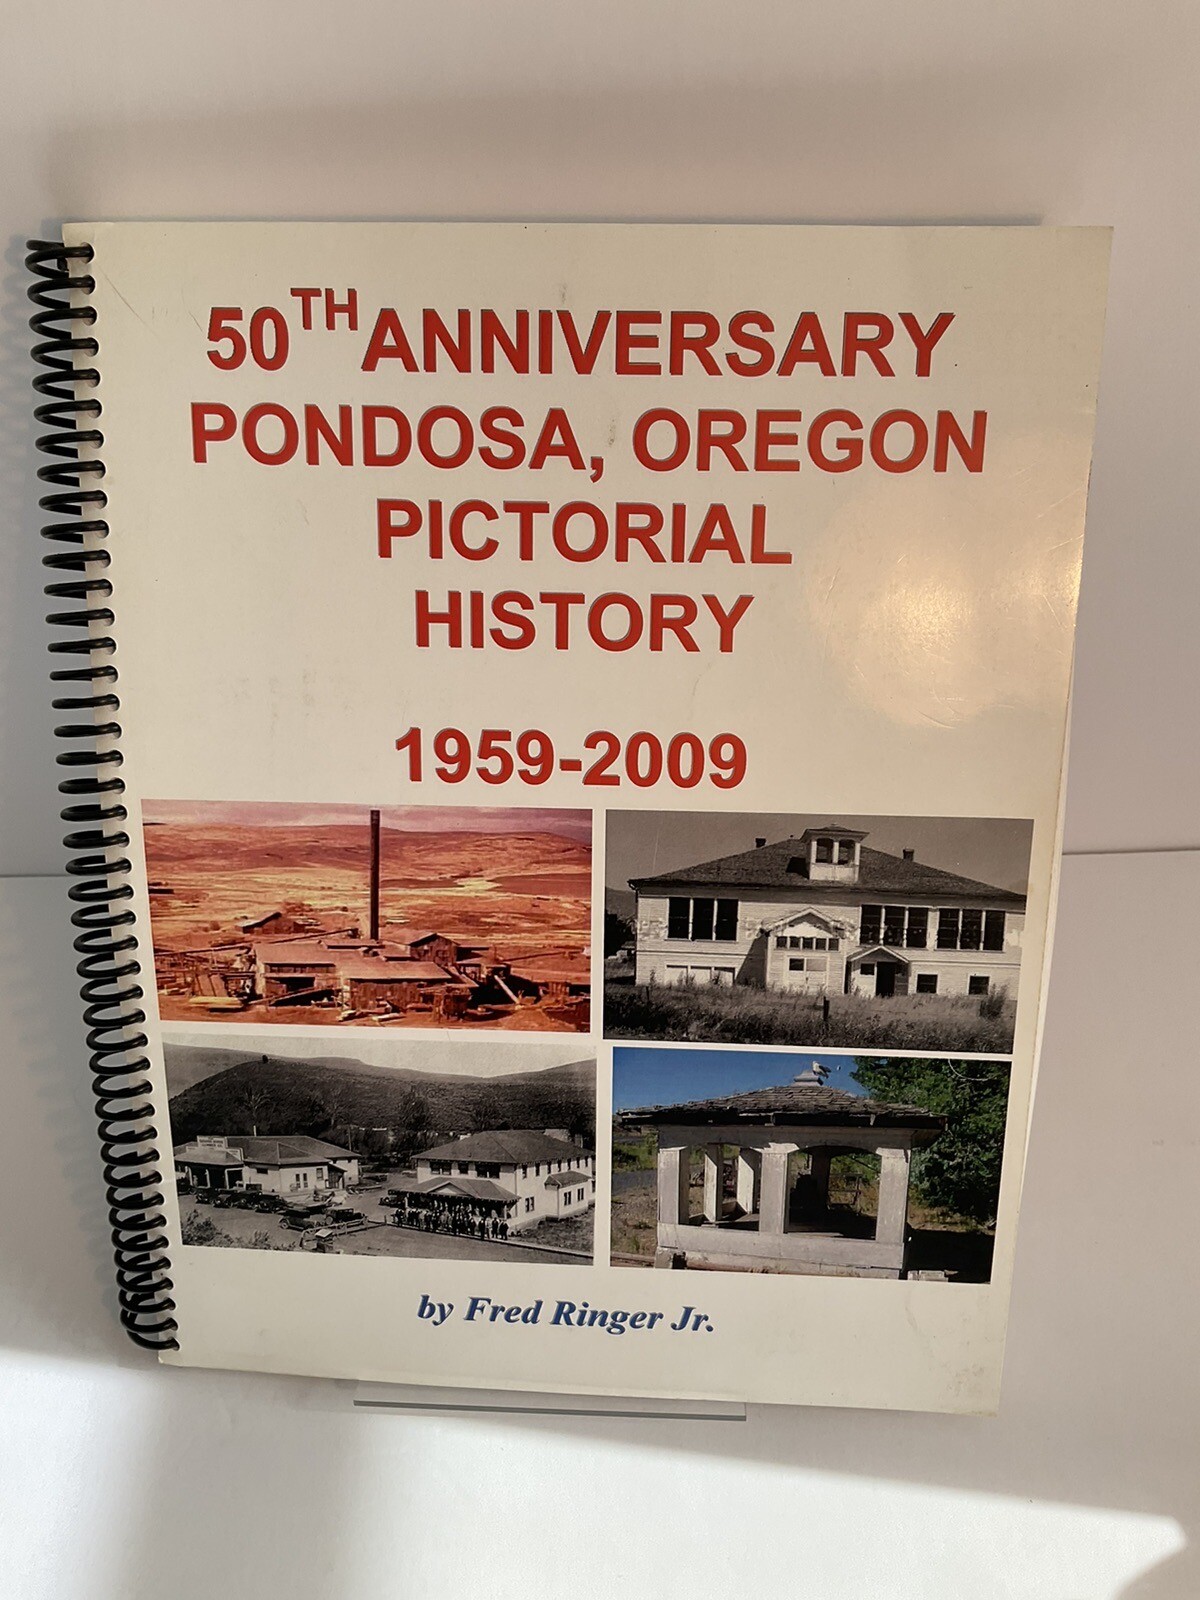 50TH ANNIVERSARY
PONDOSA, OREGON
PICTORIAL
HISTORY
1959-2009
by Fred Ringer Jr.